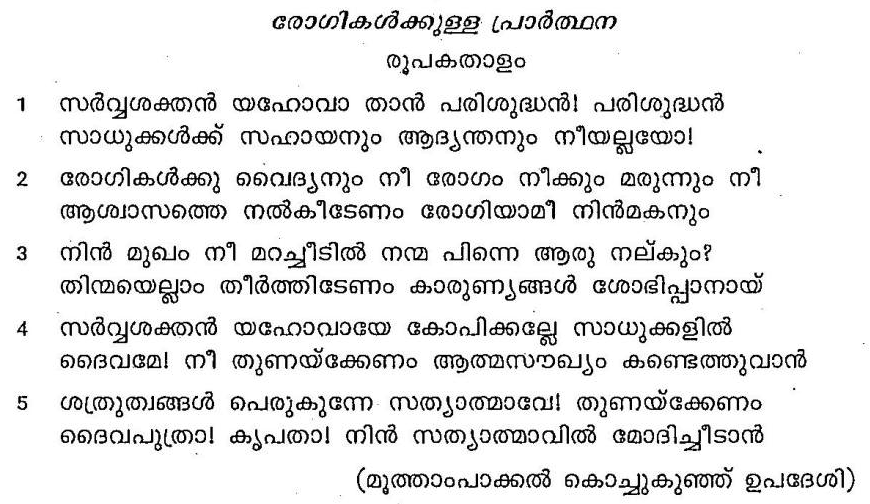 രോഗികൾക്കുള്ള പ്രാർത്ഥന
രൂപകതാളം
1 സർവ്വശക്തൻ യഹോവാ താൻ പരിശുദ്ധൻ! പരിശുദ്ധൻ
സാധുക്കൾക്ക് സഹായനും ആദ്യന്തനും നീയല്ലയോ!
2 രോഗികൾക്കു വൈദ്യനും നീ രോഗം നീക്കും മരുന്നും നീ
ആശ്വാസത്തെ നൽകീടേണം രോഗിയാമീ നിൻമകനും
3 നിൻ മുഖം നീ മറച്ചീടിൽ നന്മ പിന്നെ ആരു നല്കും?
തിന്മയെല്ലാം തീർത്തിടേണം കാരുണ്യങ്ങൾ ശോഭിപ്പാനായ്
4 സർവ്വശക്തൻ യഹോവായേ കോപിക്കല്ലേ സാധുക്കളിൽ
ദൈവമേ! നീ തുണയ്ക്കേണം ആത്മസൗഖ്യം കണ്ടെത്തുവാൻ
5 ശത്രുത്വങ്ങൾ പെരുകുന്നേ സത്യാത്മാവേ! തുണയ്ക്കേണം
ദൈവപുത്രാ! കൃപതാ! നിൻ സത്യാത്മാവിൽ മോദിച്ചീടാൻ
(മൂത്താംപാക്കൽ കൊച്ചുകുഞ്ഞ് ഉപദേശി)